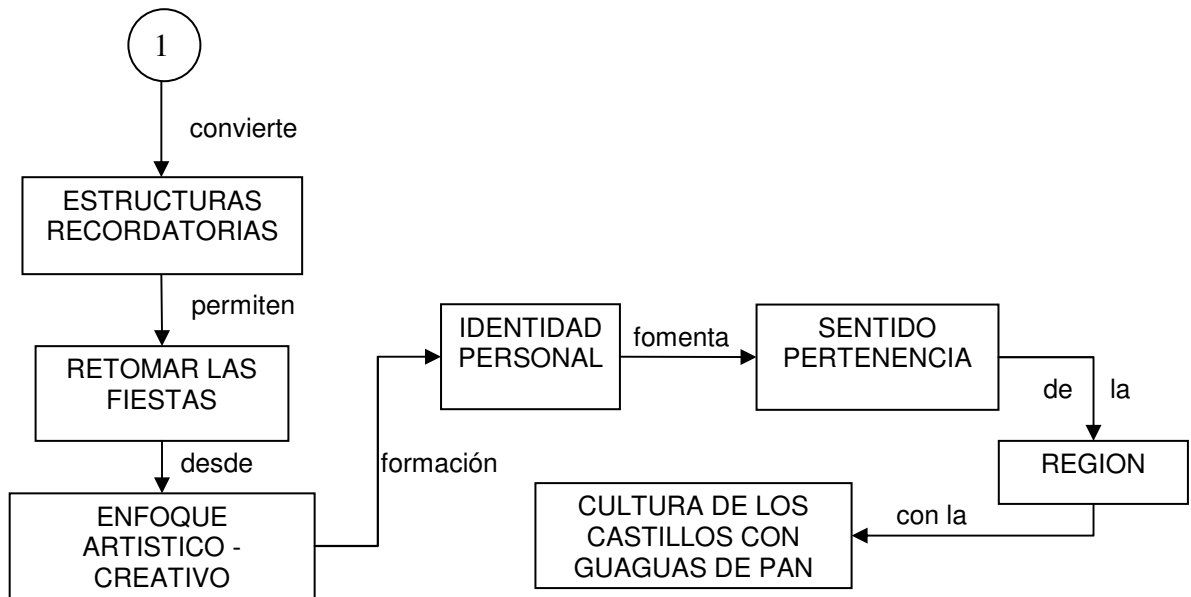 1
convierte
ESTRUCTURAS
RECORDATORIAS
permiten
RETOMAR LAS
FIESTAS
desde
ENFOQUE
ARTISTICO -
CREATIVO
formación
IDENTIDAD
PERSONAL
fomenta
SENTIDO
PERTENENCIA
de la
REGION
con la
CULTURA DE LOS
CASTILLOS CON
GUAGUAS DE PAN